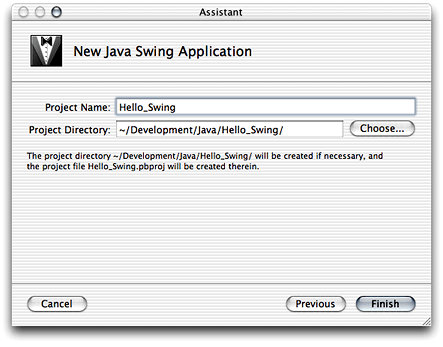 Assistant
New Java Swing Application
Project Name: Hello_Swing
Project Directory: ~/Development/Java/Hello_Swing/ Choose...
The project directory ~/Development/Java/Hello_Swing/ will be created if necessary, and
the project file Hello_Swing.pbproj will be created therein.
Cancel Previous Finish